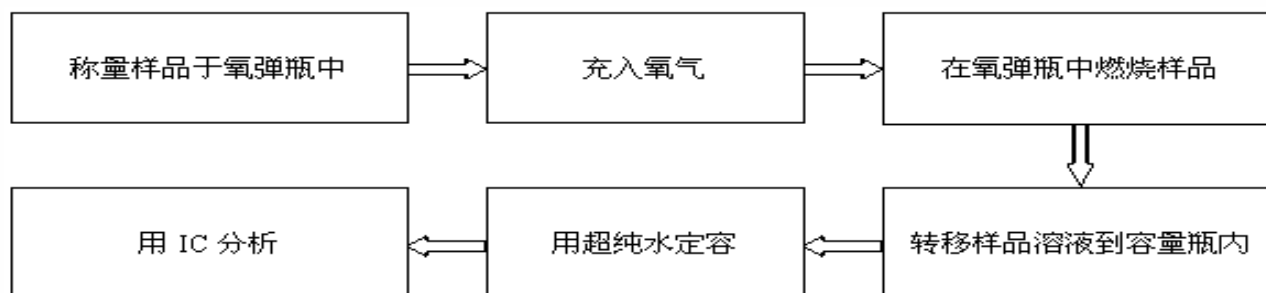 称量样品于氧弹瓶中
充入氧气
在氧弹瓶中燃烧样品
转移样品溶液到容量瓶内
用超纯水定容
用 IC 分析